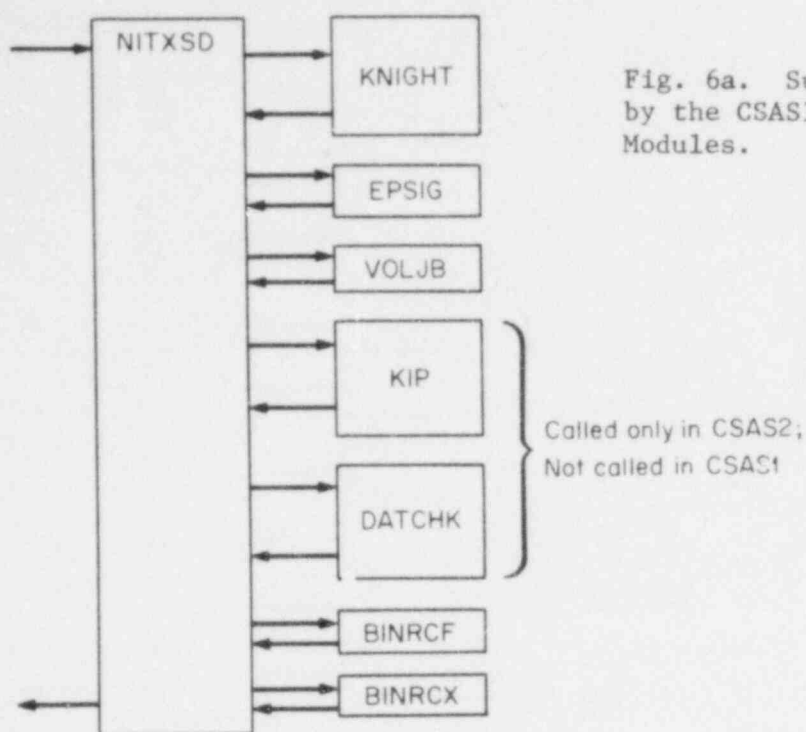 NITXSD
KNIGHT
Fig. 6a.
by the CSAS
Modules.
EPSIG
VOLJB
KIP
Called only in CSAS2;
Not called in CSAS1
DATCHK
BINRCF
BINRCX